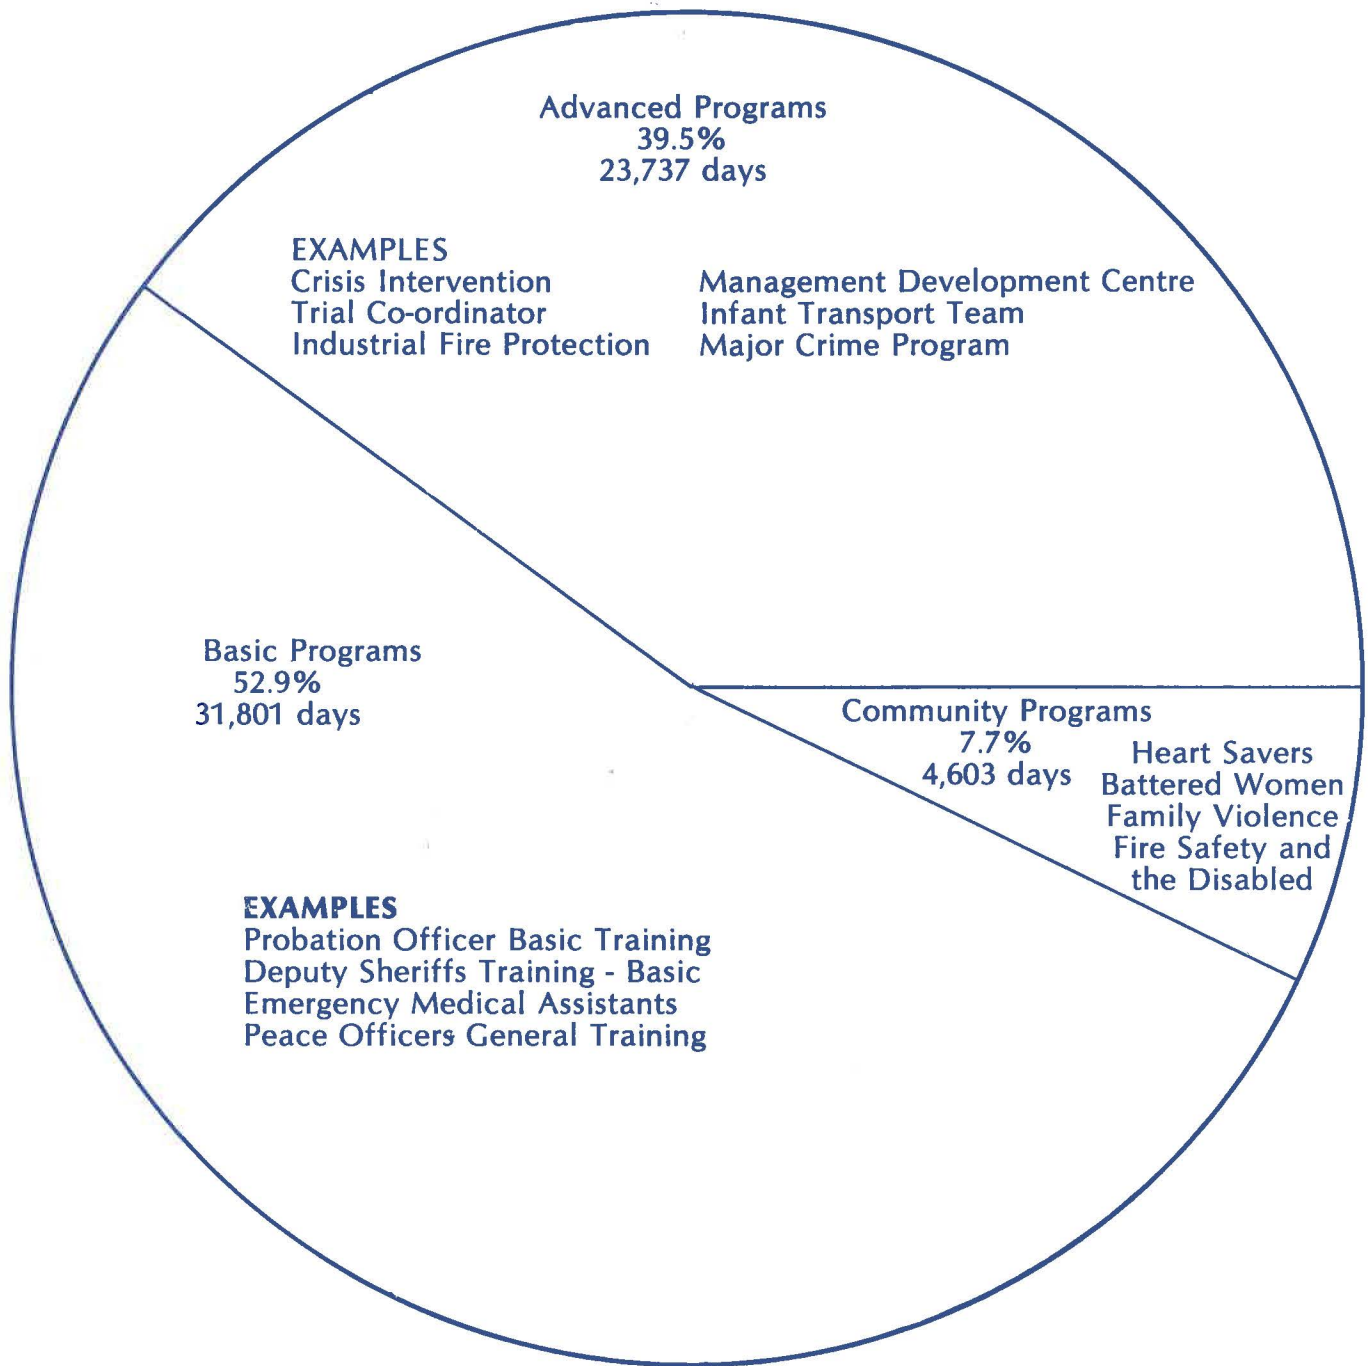 Advanced Programs
39.5%
23,737 days
EXAMPLES
Crisis Intervention
Trial Co-ordinator
Industrial Fire Protection
Management Development Centre
Infant Transport Team
Major Crime Program
Basic Programs
52.9%
31,801 days
EXAMPLES
Probation Officer Basic Training
Deputy Sheriffs Training - Basic
Emergency Medical Assistants
Peace Officers General Training
Community Programs
7.7%
4,603 days
Heart Savers
Battered Women
Family Violence
Fire Safety and
the Disabled